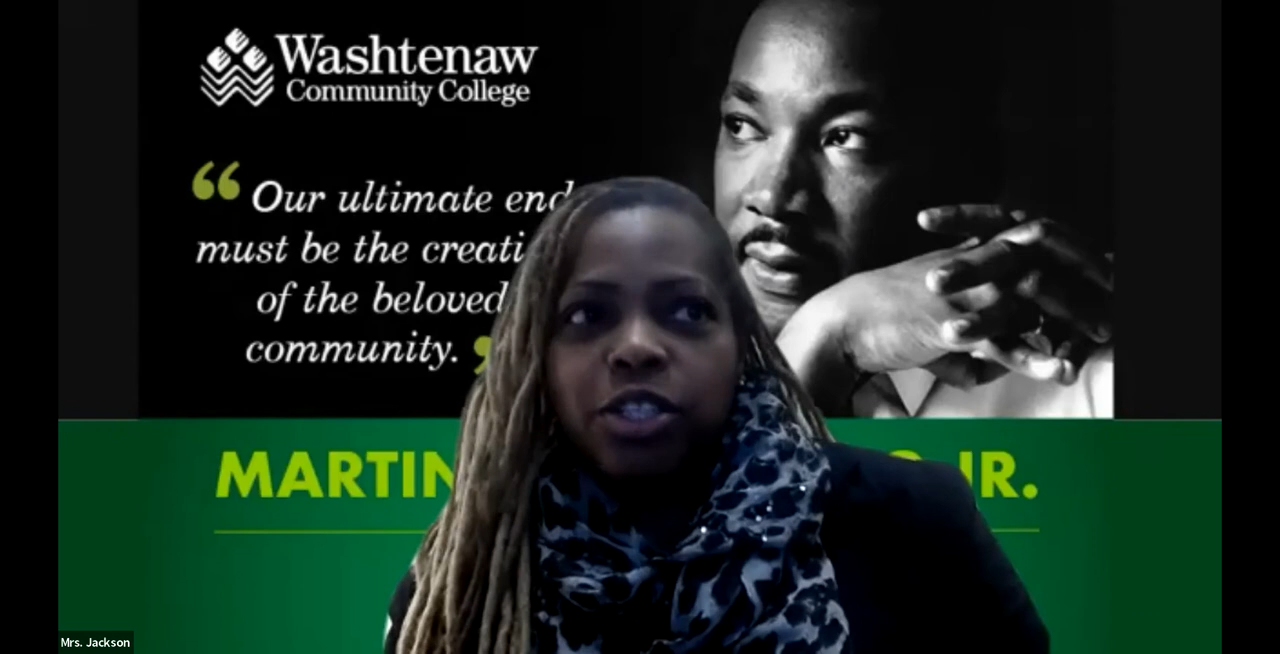 Washtenaw
Community College
“ Our ultimate end
must be the creati
of the beloved
community. ”
MARTIN JR.
Mrs. Jackson